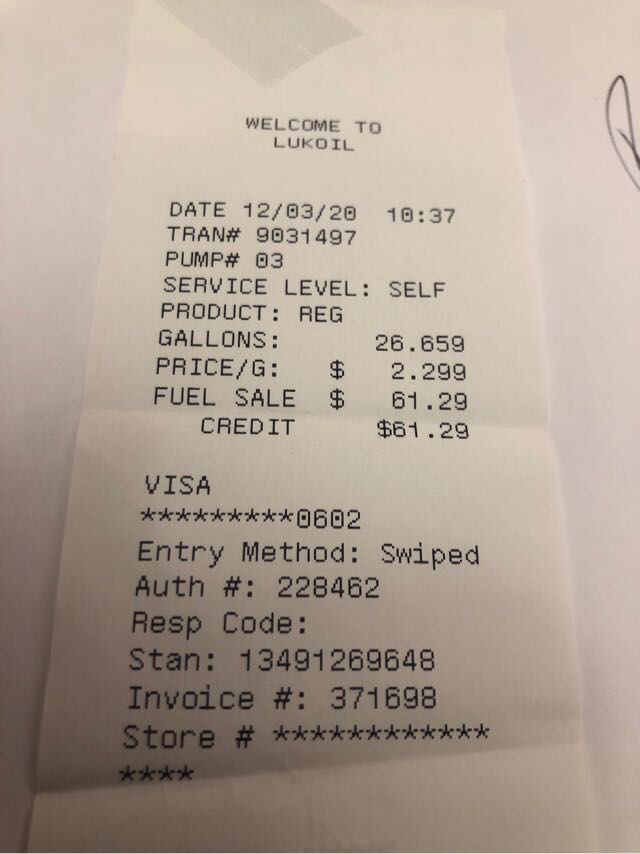 WELCOME TO
LUKOIL
DATE 12/03/20 10:37
TRAN# 9031497
PUMP# 03
SERVICE LEVEL: SELF
PRODUCT: REG
GALLONS: 26.659
PRICE/G: $ 2.299
FUEL SALE $ 61.29
CREDIT $61.29
VISA
*********0602
Entry Method: Swiped
Auth #: 228462
Resp Code:
Stan: 13491269648
Invoice #: 371698
Store # ************
****